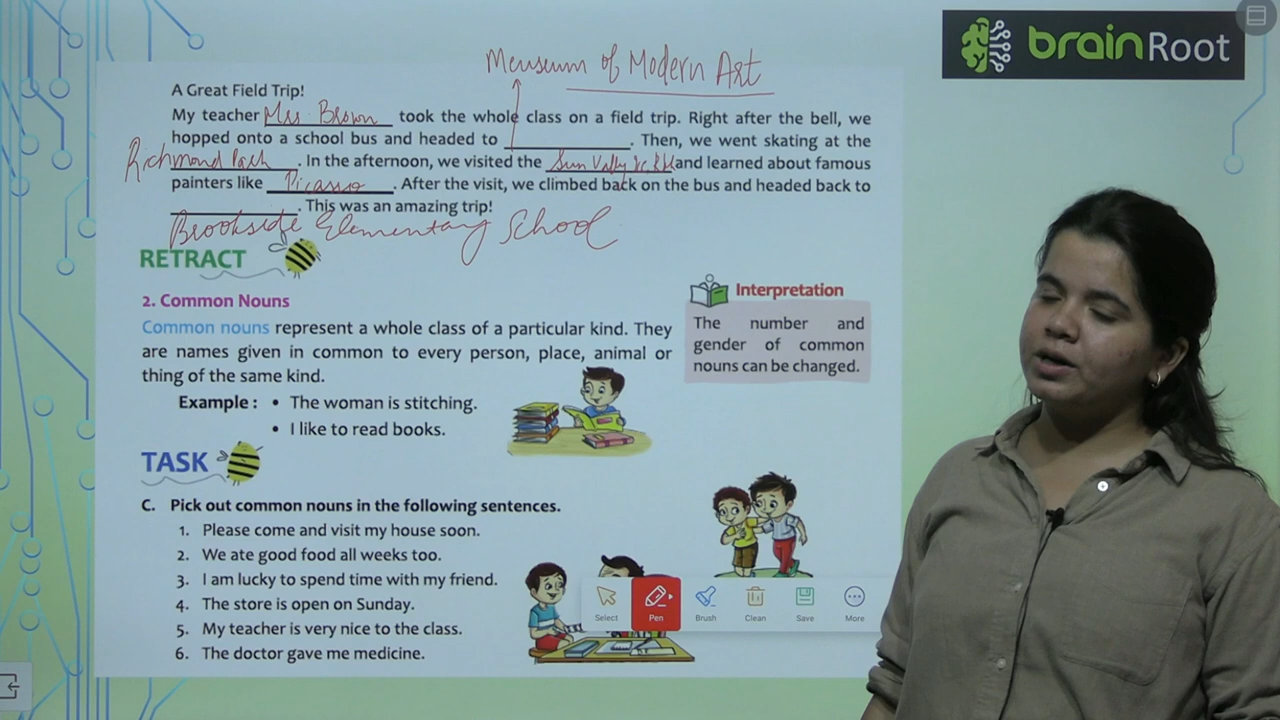 brainRoot
Museum of Modern Art
A Great Field Trip!
My teacher Mrs Brown took the whole class on a field trip. Right after the bell, we
hopped onto a school bus and headed to ____________. Then, we went skating at the
Richmond Park. In the afternoon, we visited the Sun Valley and learned about famous
painters like Picasso. After the visit, we climbed back on the bus and headed back to
____________. This was an amazing trip!
Brookside Elementary School
RETRACT
2. Common Nouns
Common nouns represent a whole class of a particular kind. They
are names given in common to every person, place, animal or
thing of the same kind.
Example : • The woman is stitching.
• I like to read books.
Interpretation
The number and
gender of common
nouns can be changed.
TASK
C. Pick out common nouns in the following sentences.
1. Please come and visit my house soon.
2. We ate good food all weeks too.
3. I am lucky to spend time with my friend.
4. The store is open on Sunday.
5. My teacher is very nice to the class.
6. The doctor gave me medicine.
Select Pen Brush Clean Save More